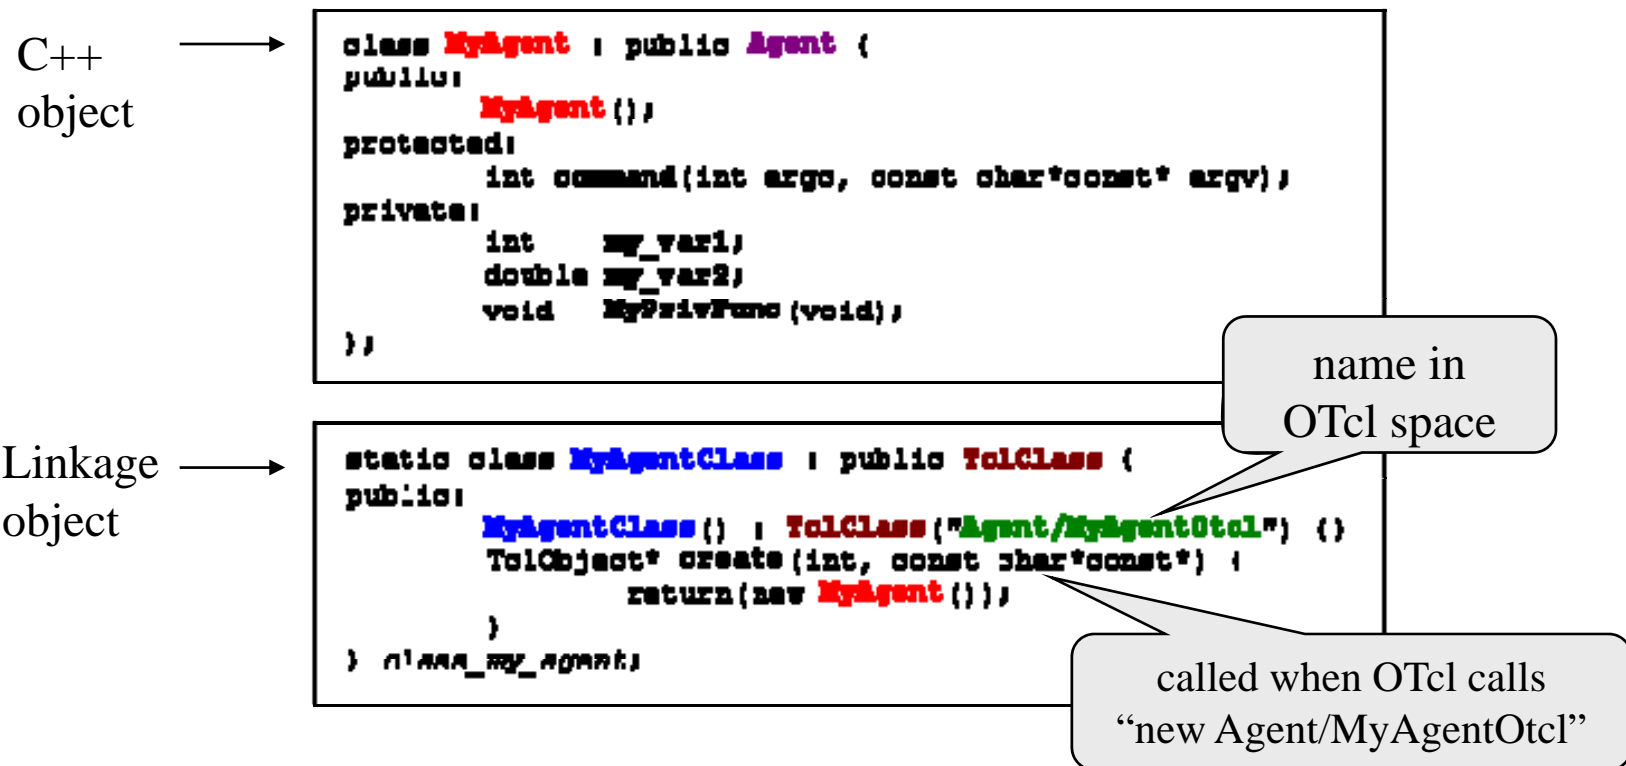 C++
object
class MyAgent : public Agent {
public:
MyAgent();
protected:
int command(int argc, const char*const* argv);
private:
int my_var1;
double my_var2;
void MyPrivFunc(void);
};
name in
OTcl space
Linkage
object
static class MyAgentClass : public TclClass {
public:
MyAgentClass() : TclClass("Agent/MyAgentOtcl") {}
TclObject* create(int, const char*const*) {
return(new MyAgent());
}
} class_my_agent;
called when OTcl calls
“new Agent/MyAgentOtcl”